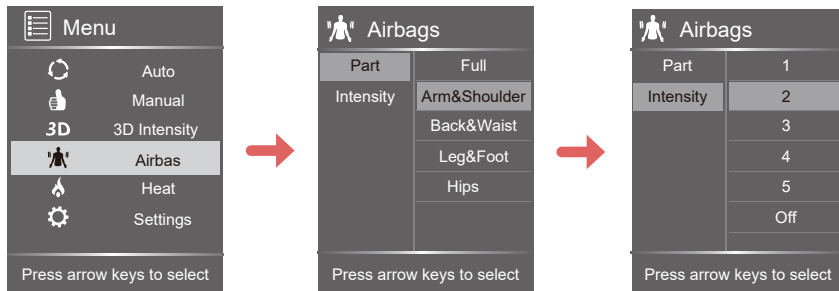 Menu
Auto
Manual
3D 3D Intensity
Airbas
Heat
Settings
Press arrow keys to select
Airbags
Part Full
Intensity Arm&Shoulder
Back&Waist
Leg&Foot
Hips
Press arrow keys to select
Airbags
Part 1
Intensity 2
3
4
5
Off
Press arrow keys to select